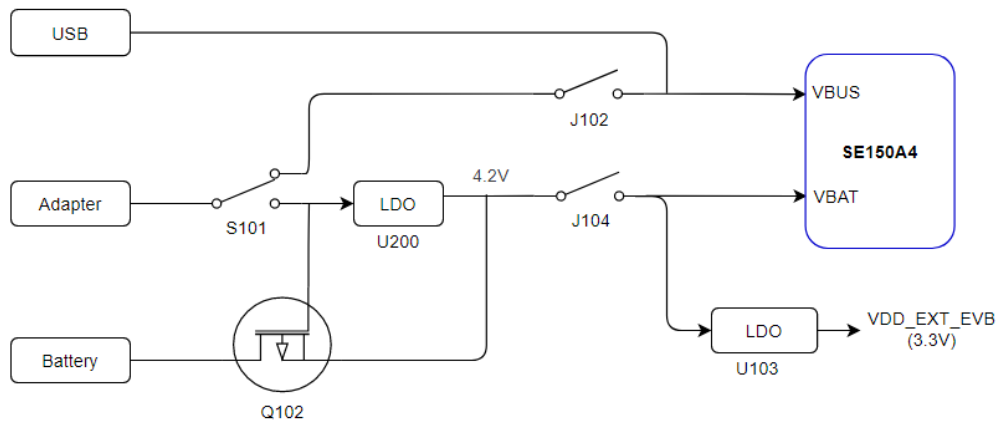 USB
VBUS
J102
SE150A4
4.2V
Adapter
LDO
VBAT
S101
J104
U200
LDO
VDD_EXT_EVB
(3.3V)
Battery
U103
Q102